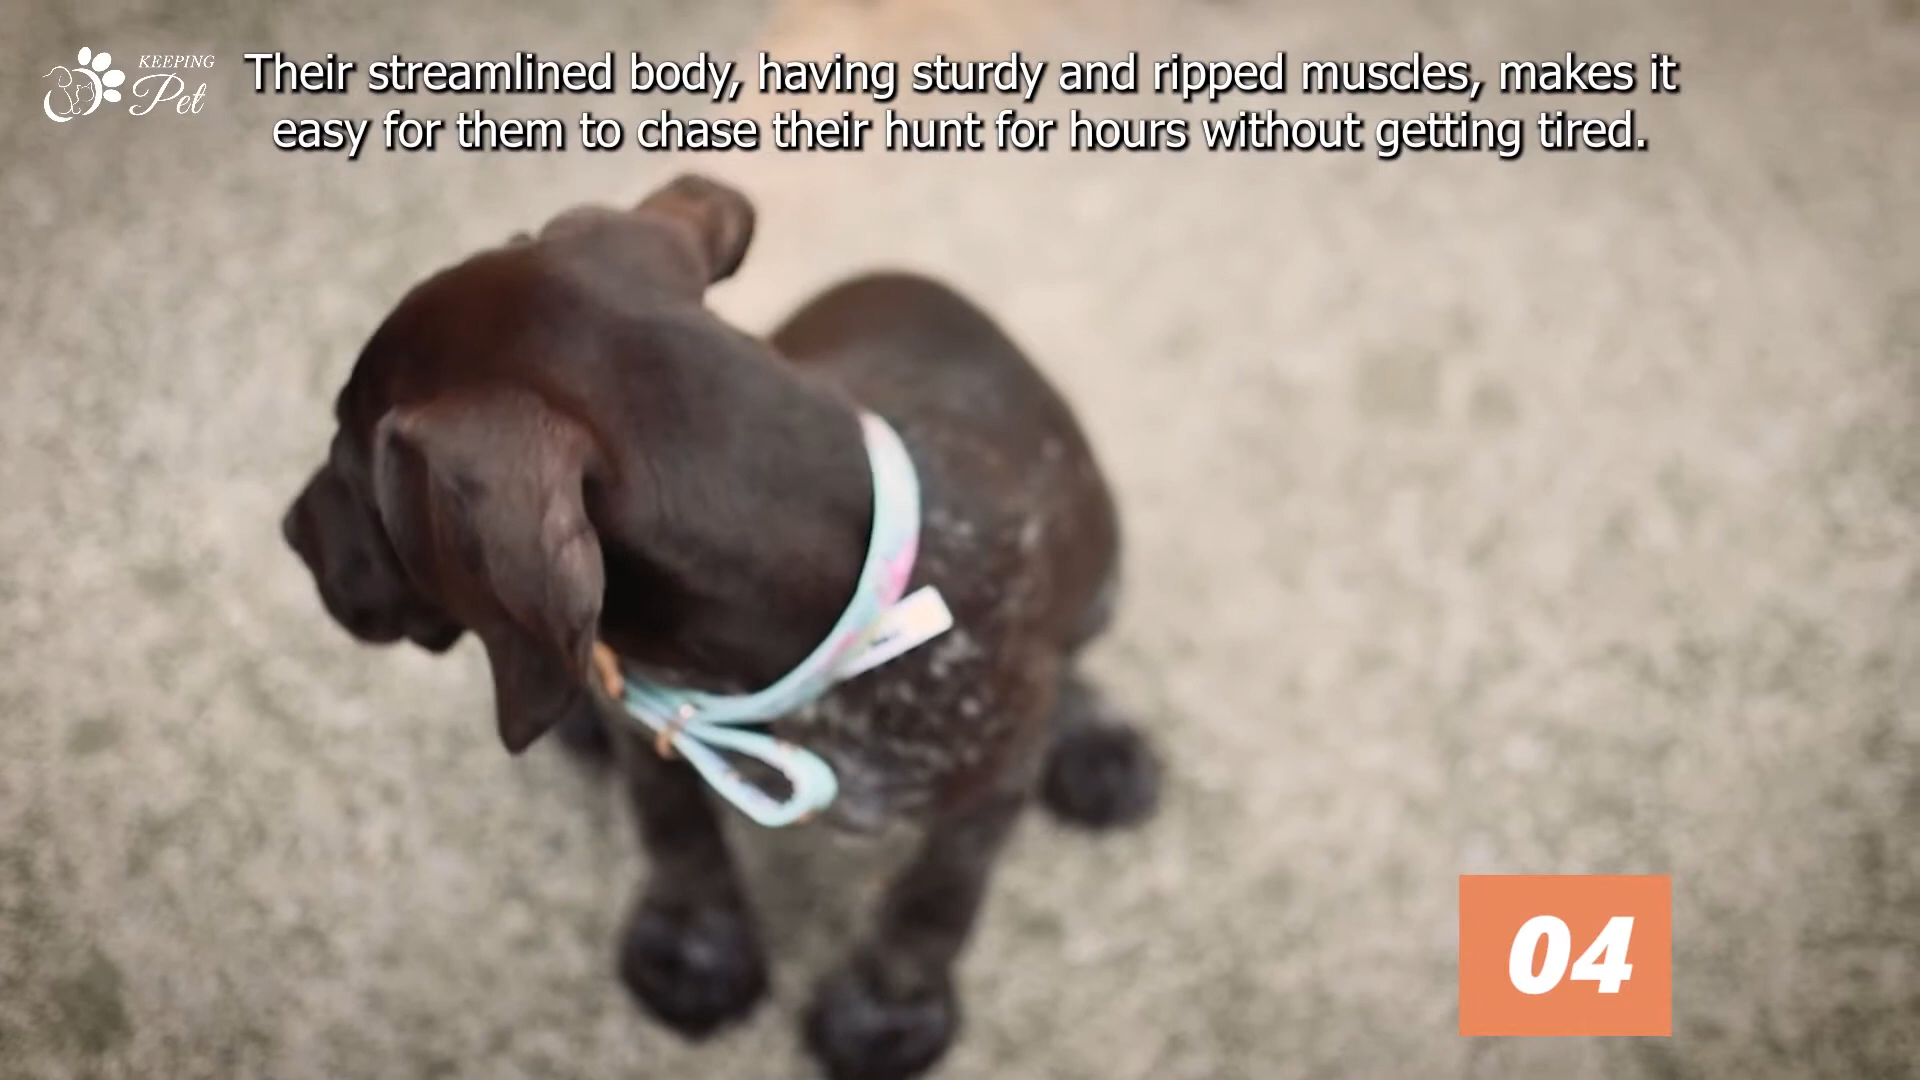 KEEPING
Pet
Their streamlined body, having sturdy and ripped muscles, makes it
easy for them to chase their hunt for hours without getting tired.
04